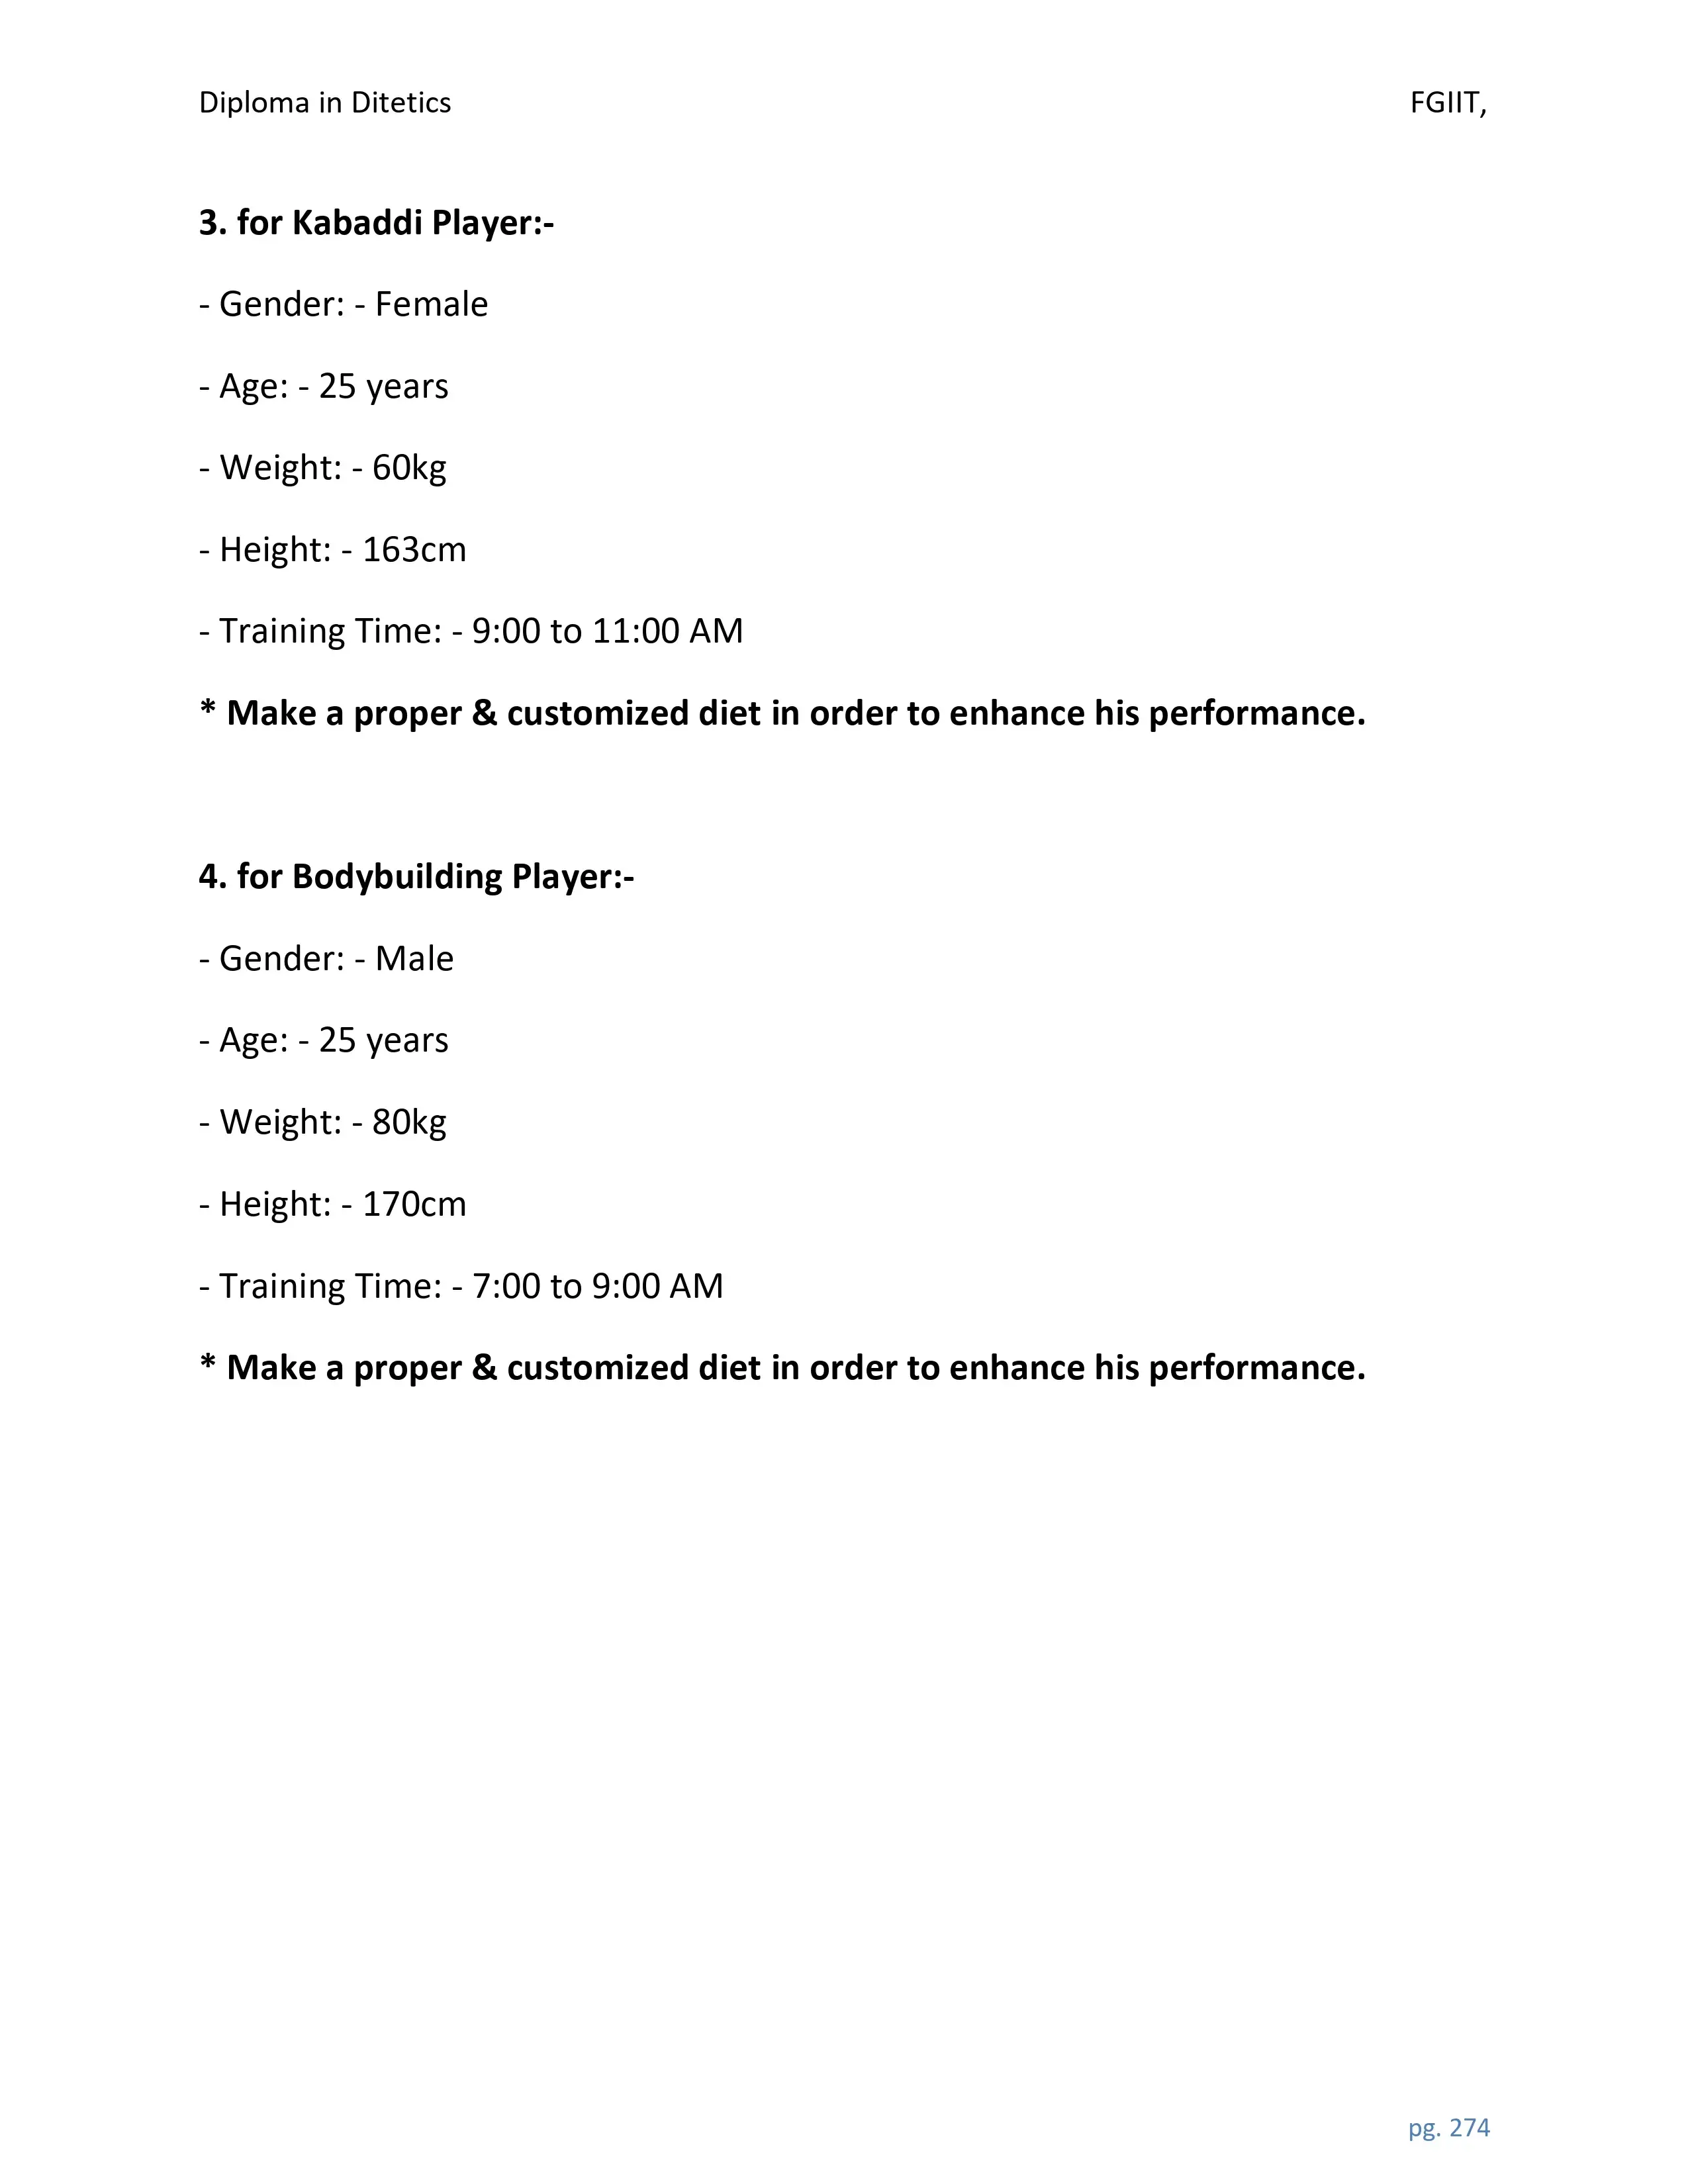 Diploma in Ditetics FGIIT,
3. for Kabaddi Player:-
- Gender: - Female
- Age: - 25 years
- Weight: - 60kg
- Height: - 163cm
- Training Time: - 9:00 to 11:00 AM
* Make a proper & customized diet in order to enhance his performance.
4. for Bodybuilding Player:-
- Gender: - Male
- Age: - 25 years
- Weight: - 80kg
- Height: - 170cm
- Training Time: - 7:00 to 9:00 AM
* Make a proper & customized diet in order to enhance his performance.
pg. 274